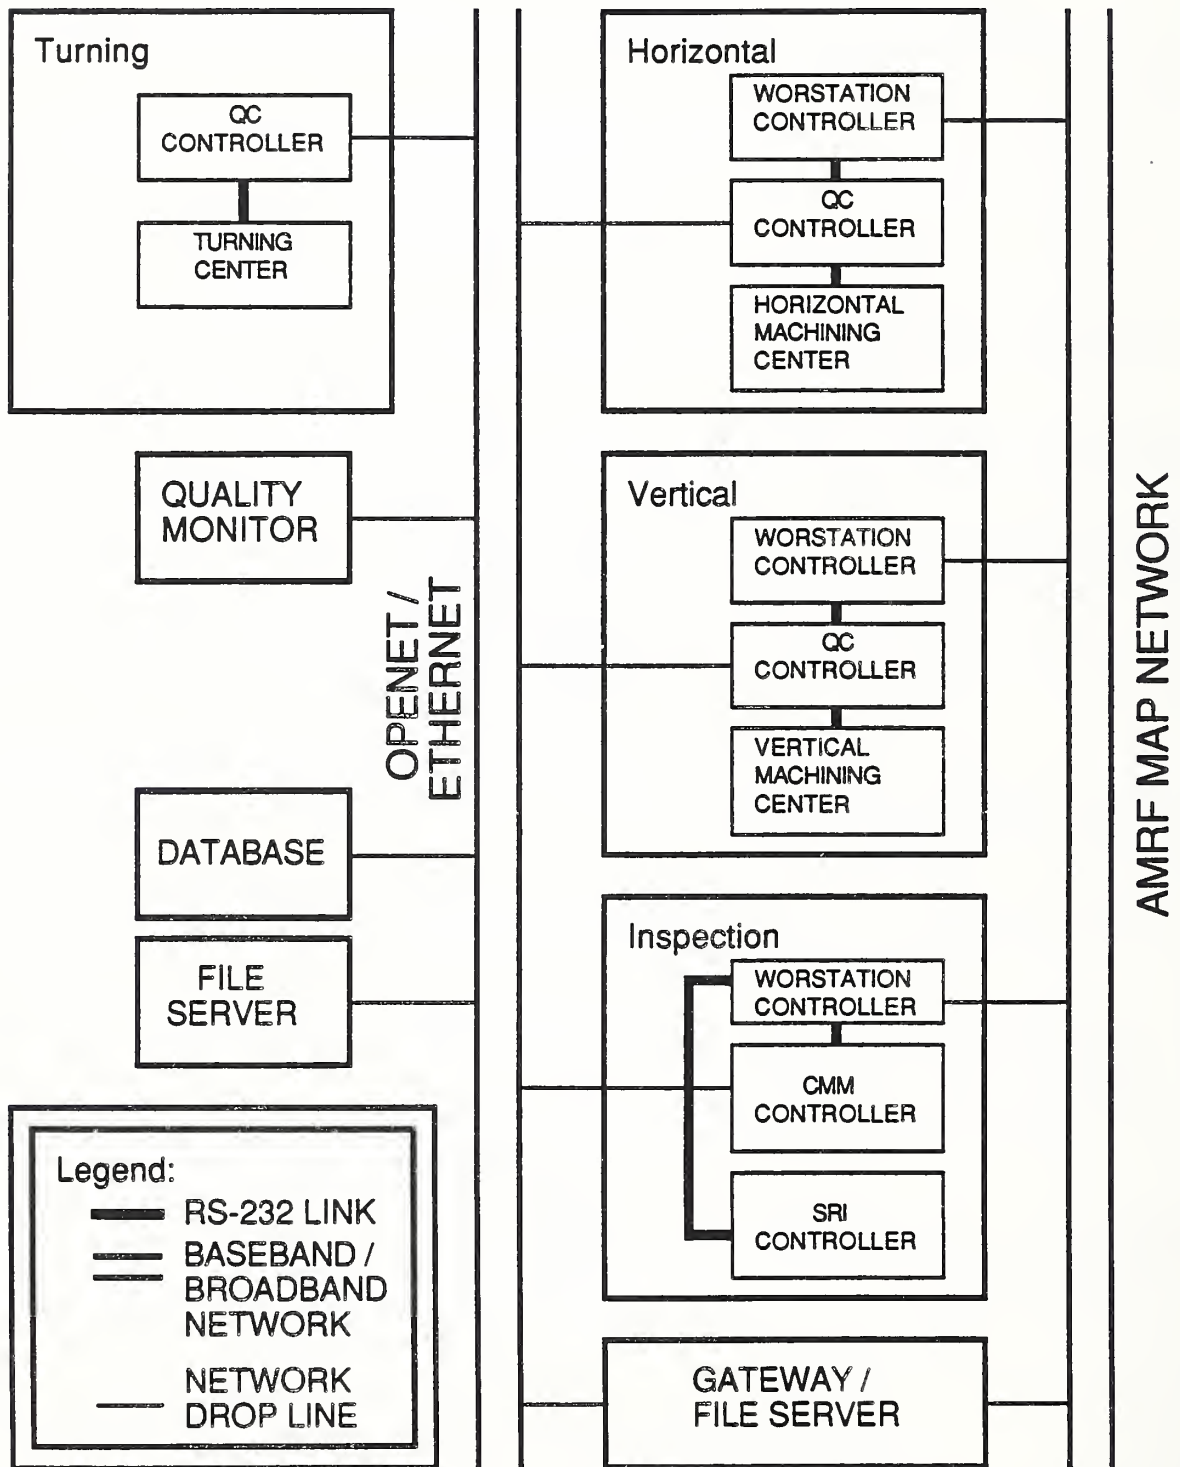 Turning
QC
CONTROLLER
TURNING
CENTER
QUALITY
MONITOR
OPENET /
ETHERNET
DATABASE
FILE
SERVER
Legend:
RS-232 LINK
BASEBAND /
BROADBAND
NETWORK
NETWORK
DROP LINE
Horizontal
WORSTATION
CONTROLLER
QC
CONTROLLER
HORIZONTAL
MACHINING
CENTER
Vertical
WORSTATION
CONTROLLER
QC
CONTROLLER
VERTICAL
MACHINING
CENTER
Inspection
WORSTATION
CONTROLLER
CMM
CONTROLLER
SRI
CONTROLLER
GATEWAY /
FILE SERVER
AMRF MAP NETWORK